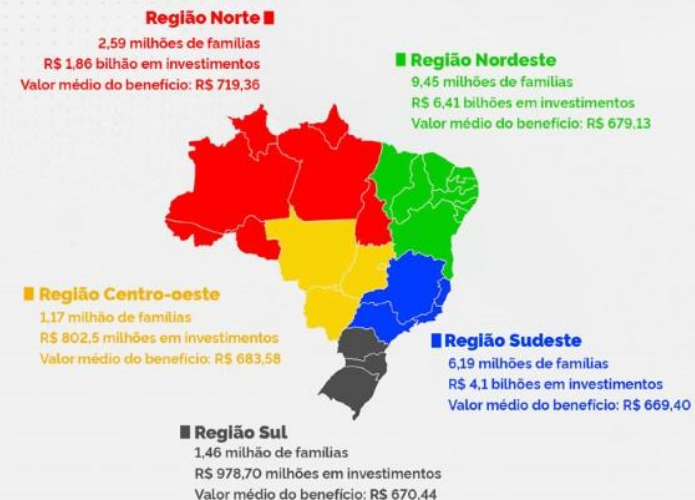 Região Norte
2,59 milhões de famílias
R$ 1,86 bilhão em investimentos
Valor médio do benefício: R$ 719,36
Região Nordeste
9,45 milhões de famílias
R$ 6,41 bilhões em investimentos
Valor médio do benefício: R$ 679,13
Região Centro-oeste
1,17 milhão de famílias
R$ 802,5 milhões em investimentos
Valor médio do benefício: R$ 683,58
Região Sudeste
6,19 milhões de famílias
R$ 4,1 bilhões em investimentos
Valor médio do benefício: R$ 669,40
Região Sul
1,46 milhão de famílias
R$ 978,70 milhões em investimentos
Valor médio do benefício: R$ 670,44